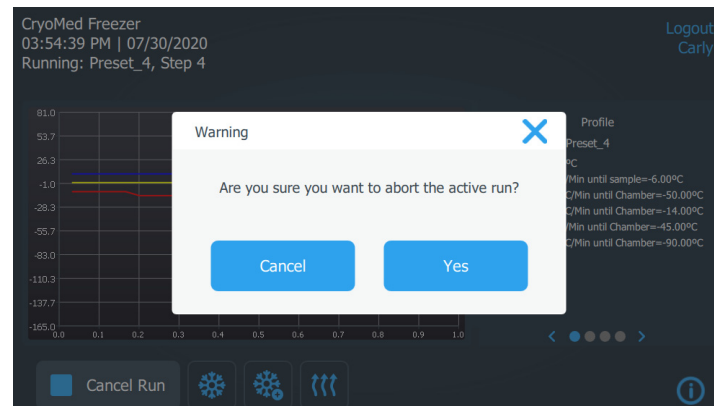 CryoMed Freezer
03:54:39 PM | 07/30/2020
Running: Preset_4, Step 4
Logout
Carly
81.0
53.7
26.3
-1.0
-28.3
-55.7
-83.0
-110.3
-137.7
-165.0
0.0 0.1 0.2 0.3 0.4 0.5 0.6 0.7 0.8 0.9 1.0
Warning
Are you sure you want to abort the active run?
Cancel
Yes
Profile
Preset_4
ºC
/Min until sample=-6.00ºC
C/Min until Chamber=-50.00ºC
C/Min until Chamber=-14.00ºC
/Min until Chamber=-45.00ºC
C/Min until Chamber=-90.00ºC
Cancel Run